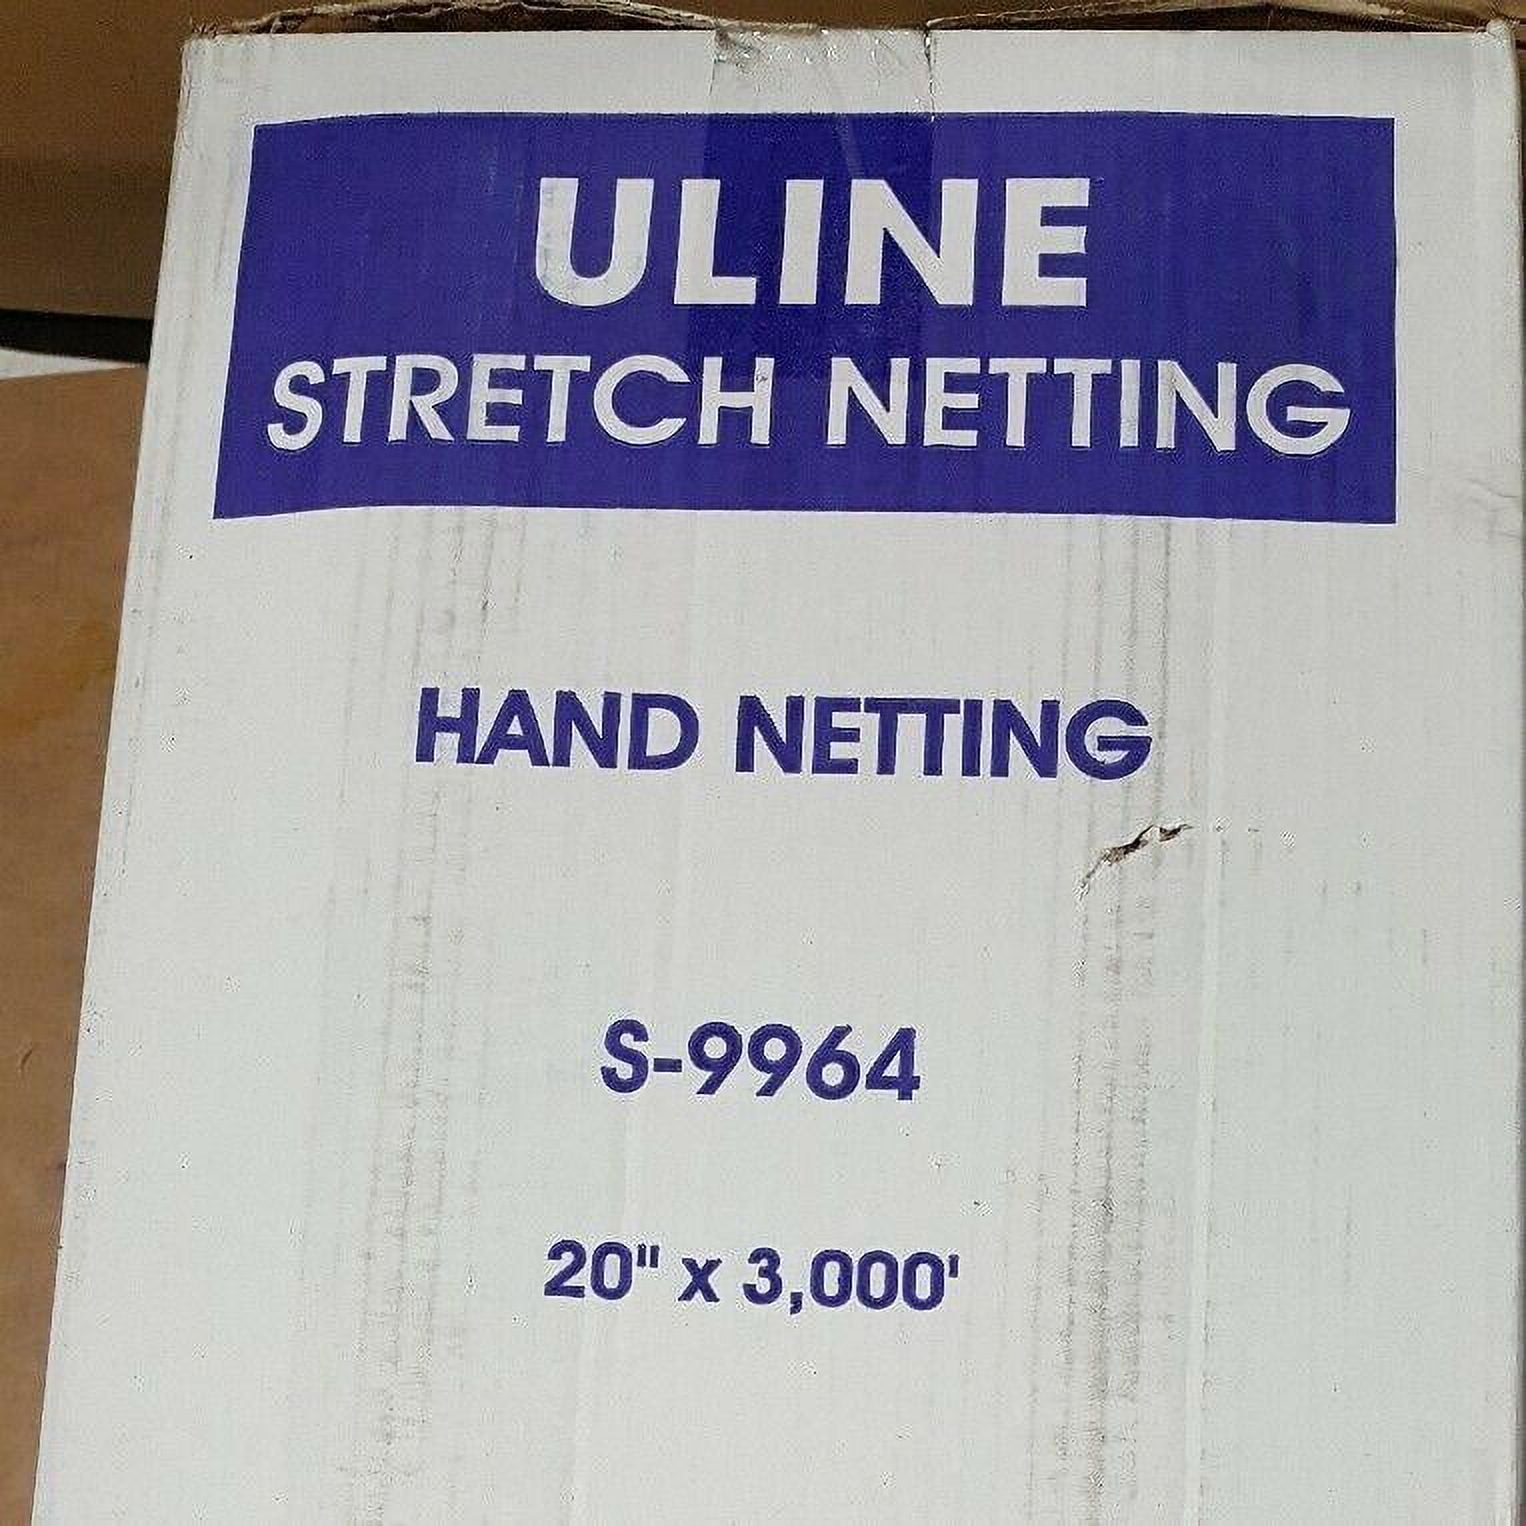 ULINE
STRETCH NETTING
HAND NETTING
S-9964
20" x 3,000'